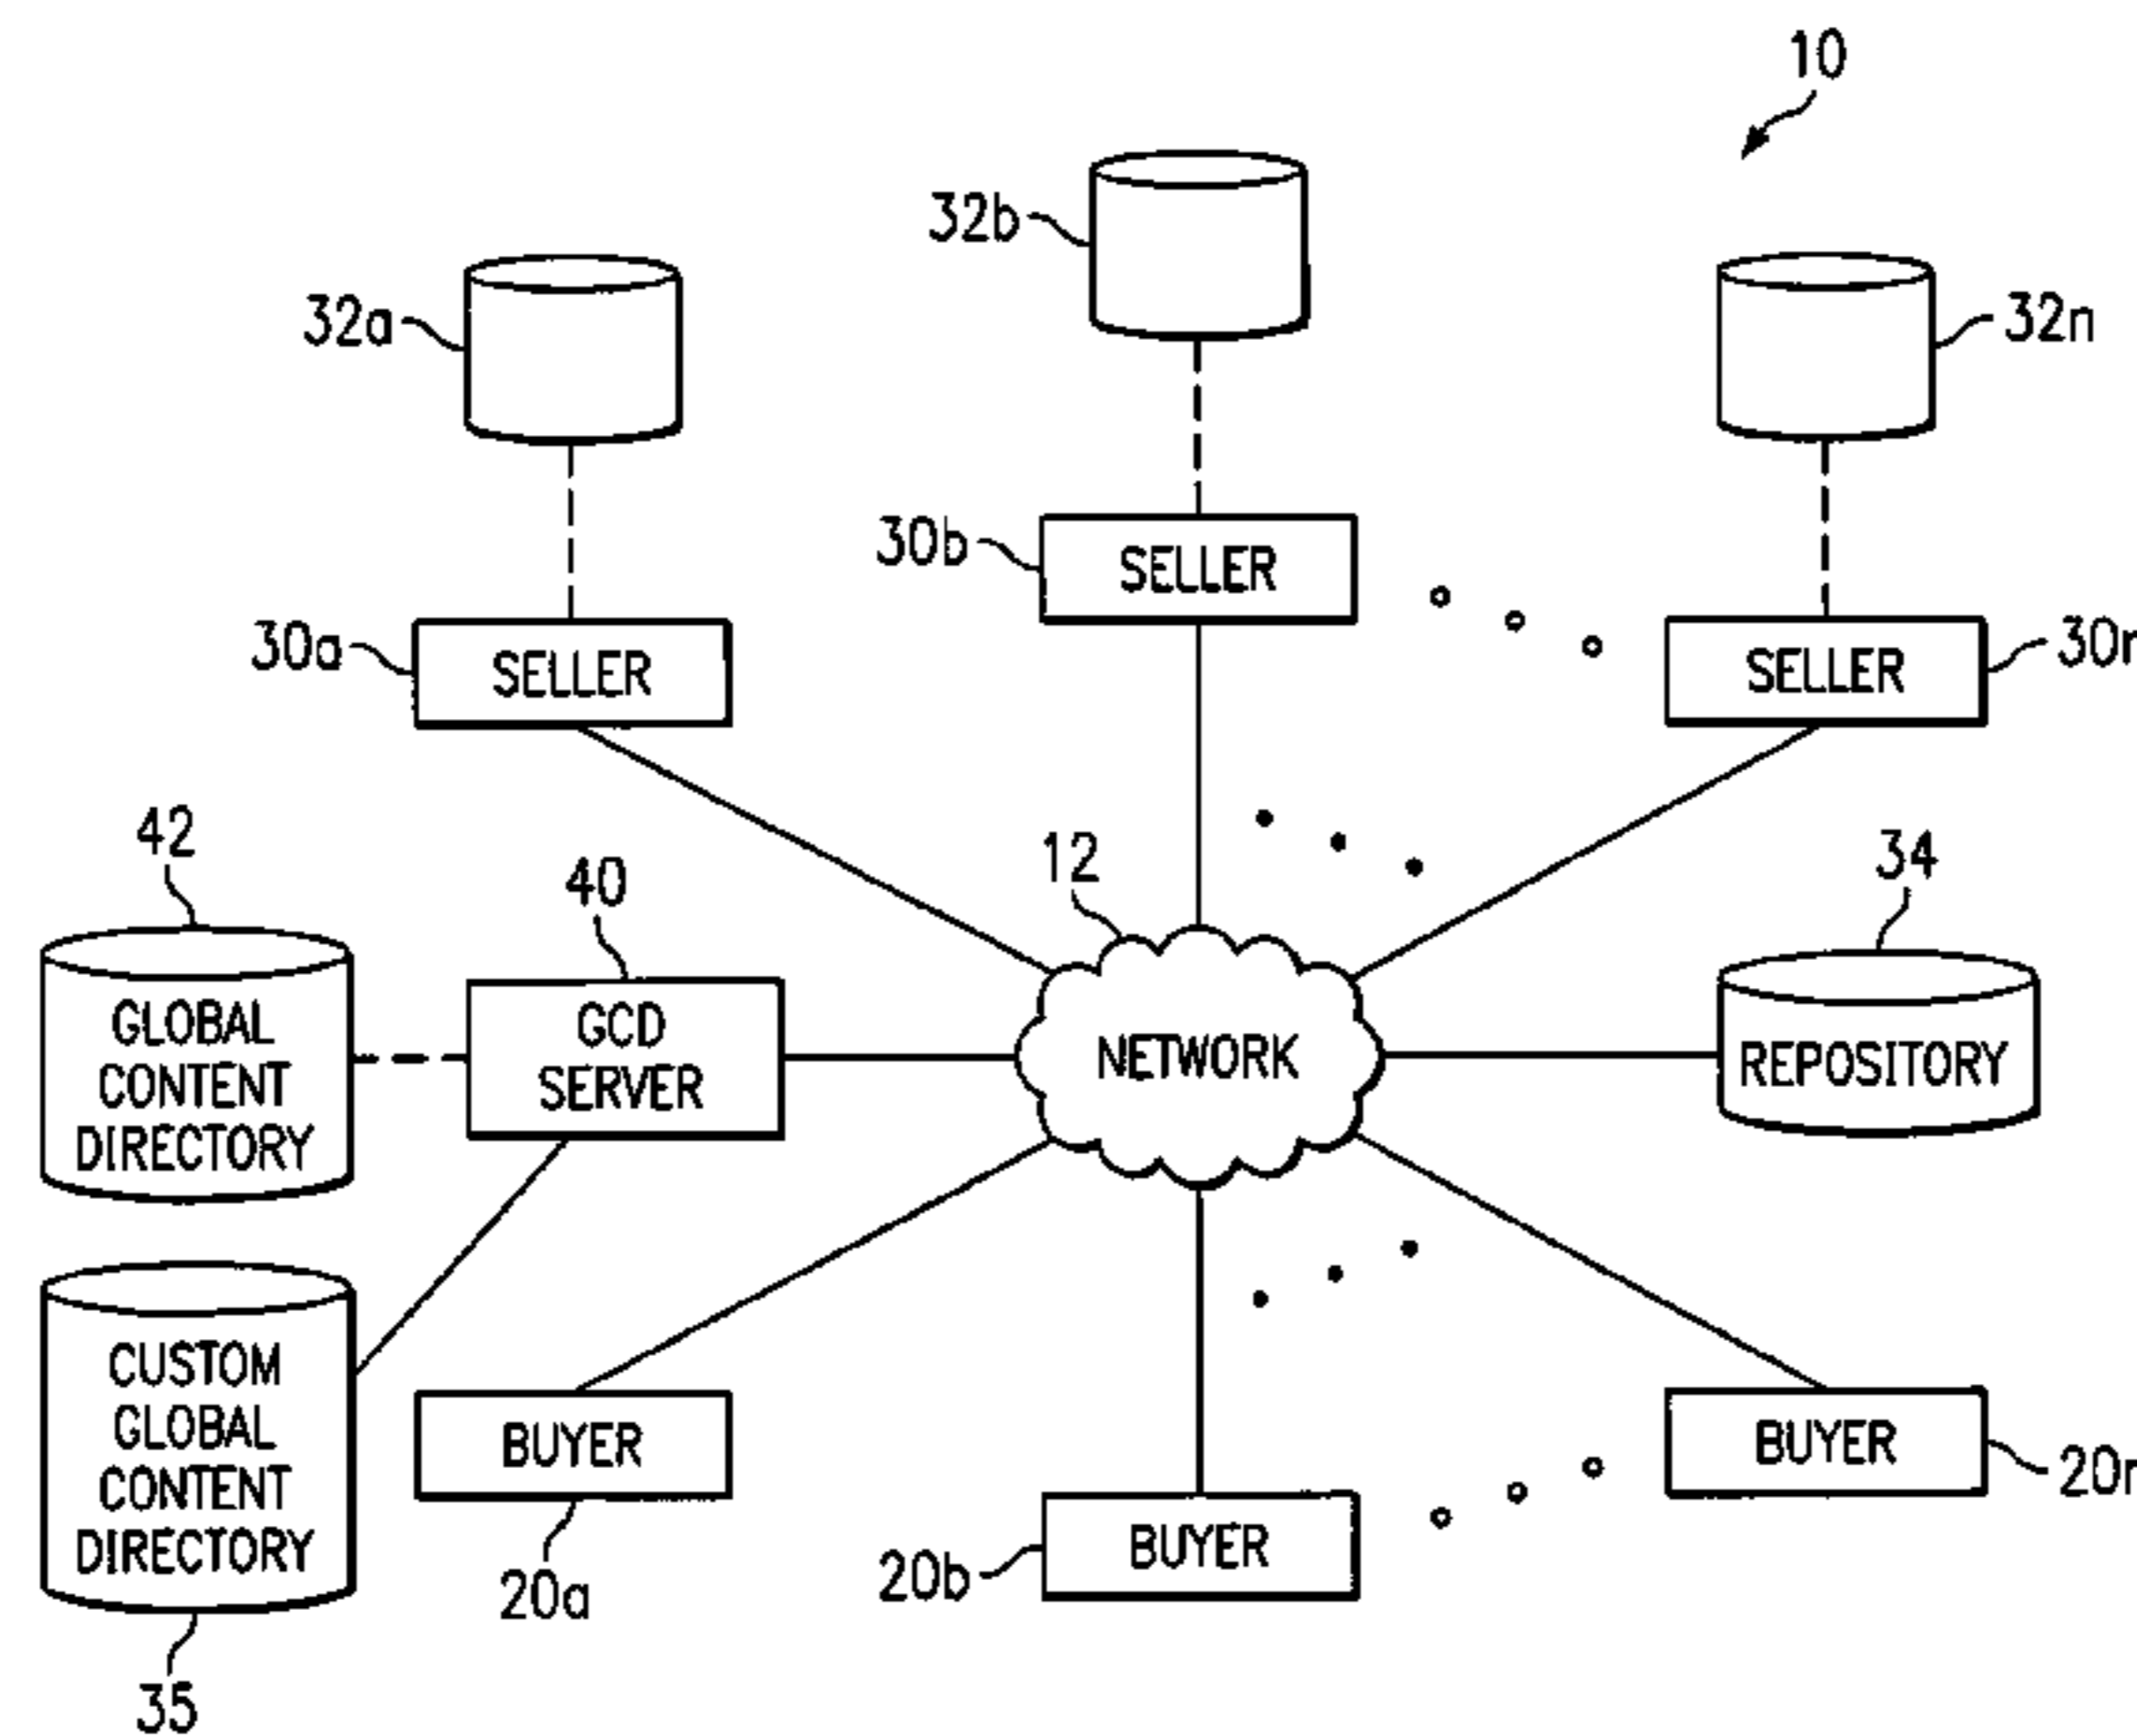 10
32b
32a
32n
30b
SELLER
30a
SELLER
SELLER
30n
42
40
12
34
GLOBAL
CONTENT
DIRECTORY
GCD
SERVER
NETWORK
REPOSITORY
CUSTOM
GLOBAL
CONTENT
DIRECTORY
BUYER
BUYER
20n
20a
20b
BUYER
35